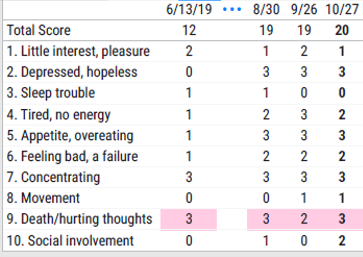 6/13/19 ••• 8/30 9/26 10/27
Total Score 12 19 19 20
1. Little interest, pleasure 2 1 2 1
2. Depressed, hopeless 0 3 3 3
3. Sleep trouble 1 1 0 0
4. Tired, no energy 1 2 3 2
5. Appetite, overeating 1 3 3 3
6. Feeling bad, a failure 1 2 2 2
7. Concentrating 3 3 3 3
8. Movement 0 0 1 1
9. Death/hurting thoughts 3 3 2 3
10. Social involvement 0 1 0 2